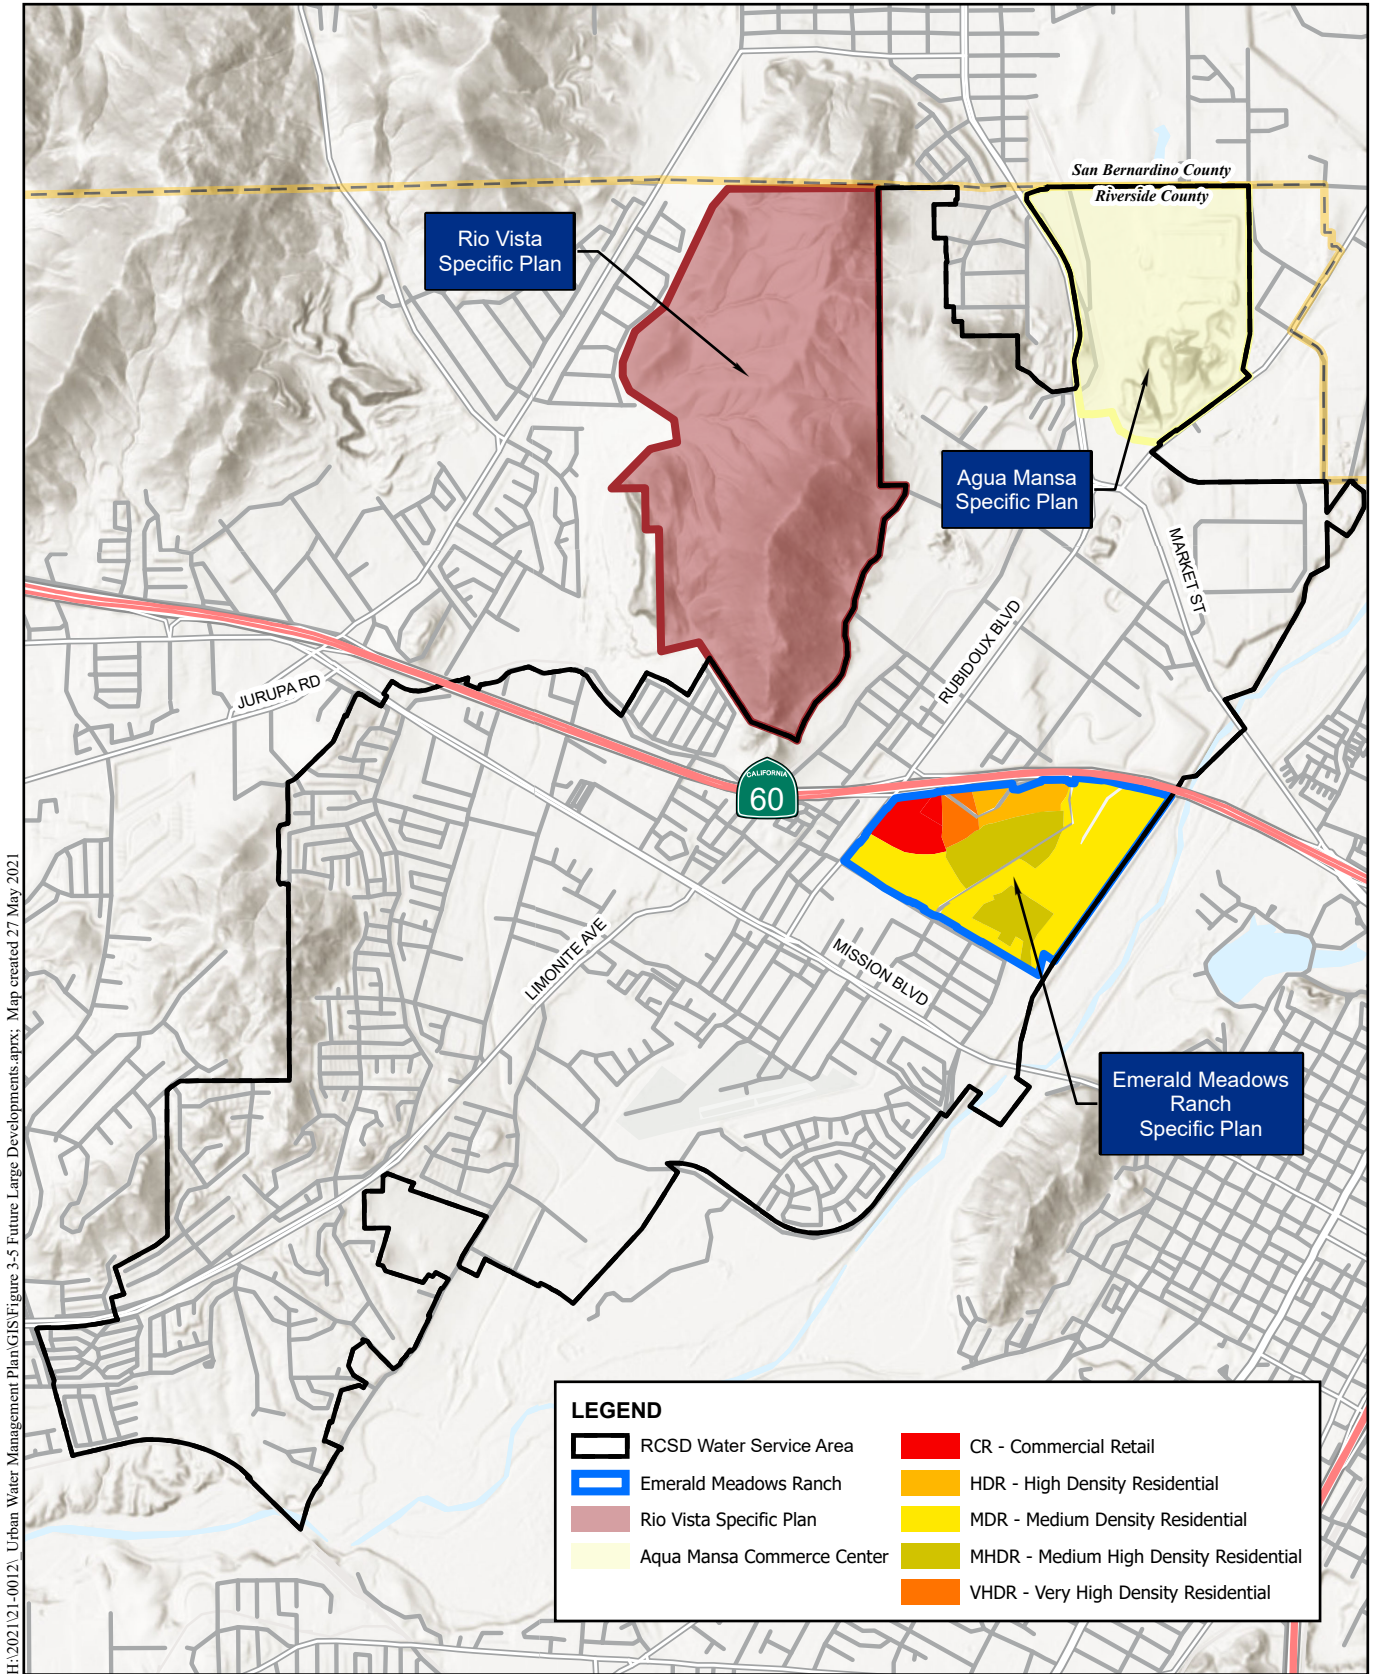 San Bernardino County
Riverside County
Rio Vista
Specific Plan
Agua Mansa
Specific Plan
MARKET ST
RUBIDOUX BLVD
JURUPA RD
CALIFORNIA
60
LIMONITE AVE
MISSION BLVD
Emerald Meadows
Ranch
Specific Plan
H:\2021\21-0012\_Urban Water Management Plan\GIS\Figure 3-5 Future Large Developments.aprx; Map created 27 May 2021
LEGEND
RCSD Water Service Area
Emerald Meadows Ranch
Rio Vista Specific Plan
Aqua Mansa Commerce Center
CR - Commercial Retail
HDR - High Density Residential
MDR - Medium Density Residential
MHDR - Medium High Density Residential
VHDR - Very High Density Residential